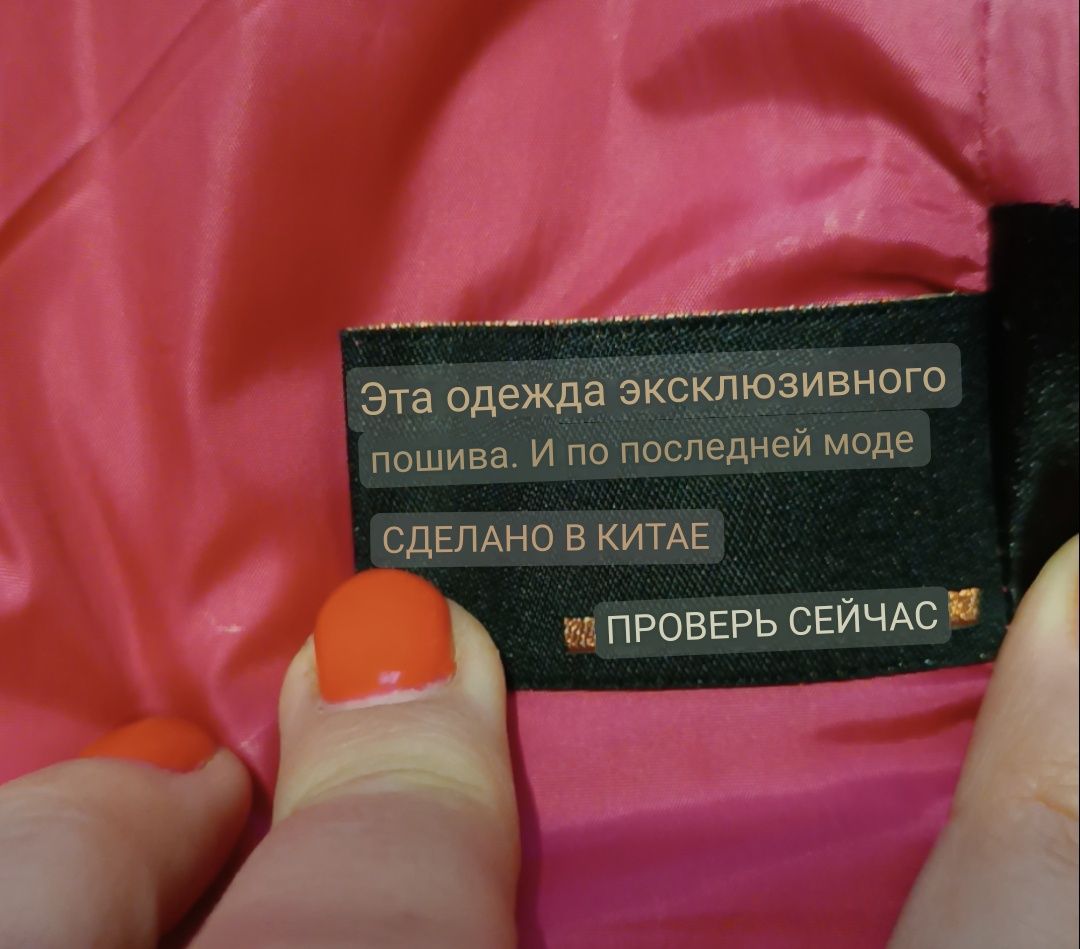 Эта одежда эксклюзивного
пошива. И по последней моде
СДЕЛАНО В КИТАЕ
ПРОВЕРЬ СЕЙЧАС